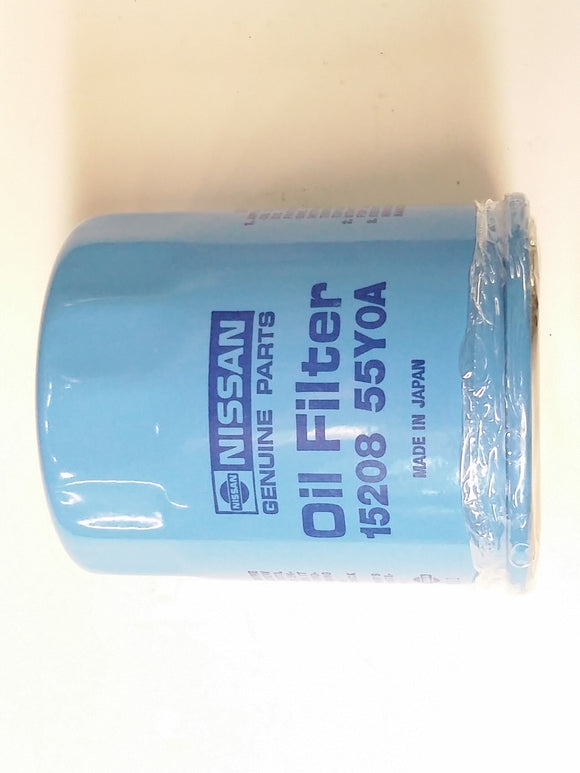 NISSAN NISSAN
GENUINE PARTS
Oil Filter
15208 55Y0A
MADE IN JAPAN